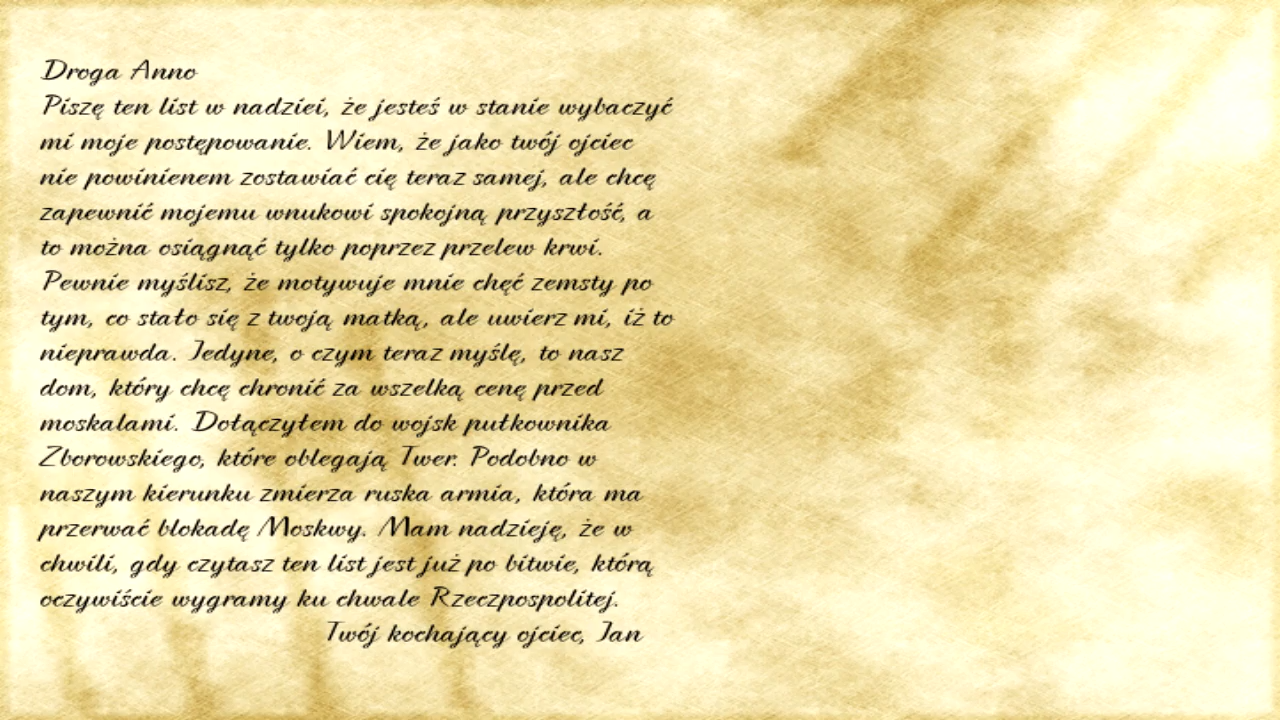 Droga Anno
Piszę ten list w nadziei, że jesteś w stanie wybaczyć
mi moje postępowanie. Wiem, że jako twój ojciec
nie powinienem zostawiać cię teraz samej, ale chcę
zapewnić mojemu wnukowi spokojną przyszłość, a
to można osiągnąć tylko poprzez przelew krwi.
Pewnie myślisz, że motywuje mnie chęć zemsty po
tym, co stało się z twoją matką, ale uwierz mi, iż to
nieprawda. Jedyne, o czym teraz myślę, to nasz
dom, który chcę chronić za wszelką cenę przed
moskalami. Dołączyłem do wojsk pułkownika
Zborowskiego, które oblegają Twer. Podobno w
naszym kierunku zmierza ruska armia, która ma
przerwać blokadę Moskwy. Mam nadzieję, że w
chwili, gdy czytasz ten list jest już po bitwie, którą
oczywiście wygramy ku chwale Rzeczpospolitej.
Twój kochający ojciec, Jan